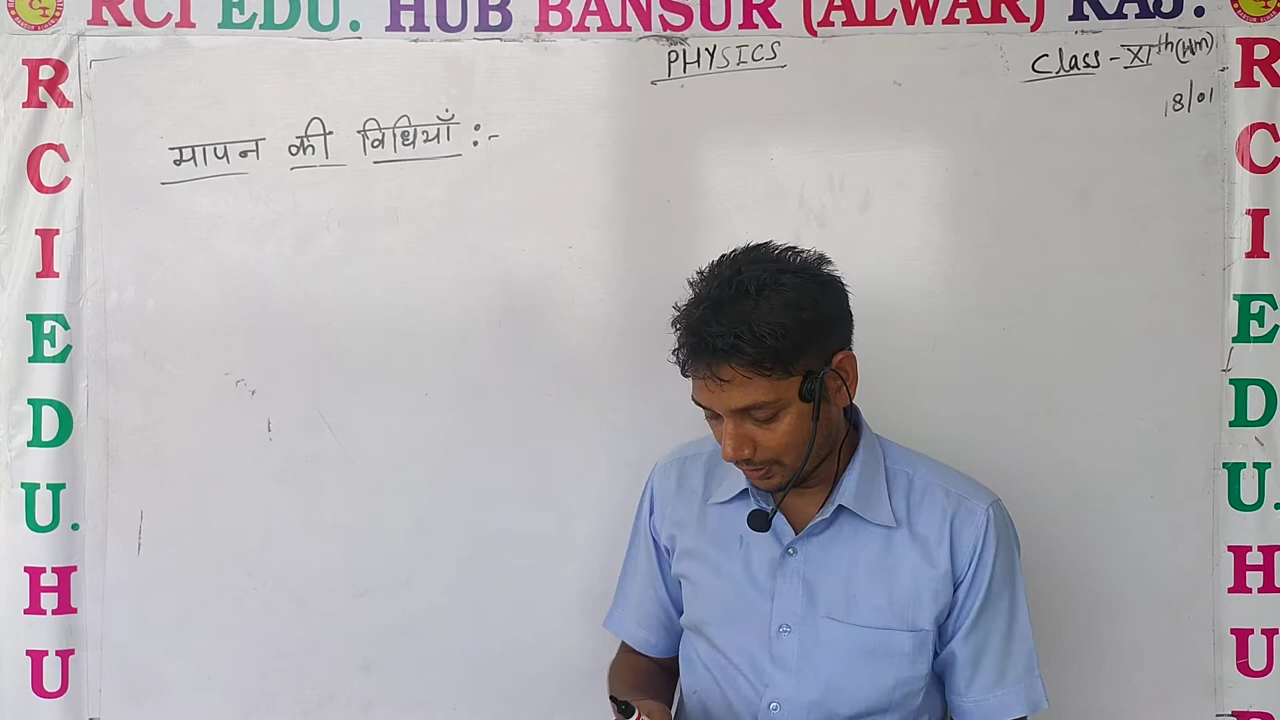 RCI EDU. HUB BANSUR (ALWAR) RAJ.
PHYSICS
Class - XIth (HM)
18/01
मापन की विधियाँ :-
R C I E D U. H U
R C I E D U. H U